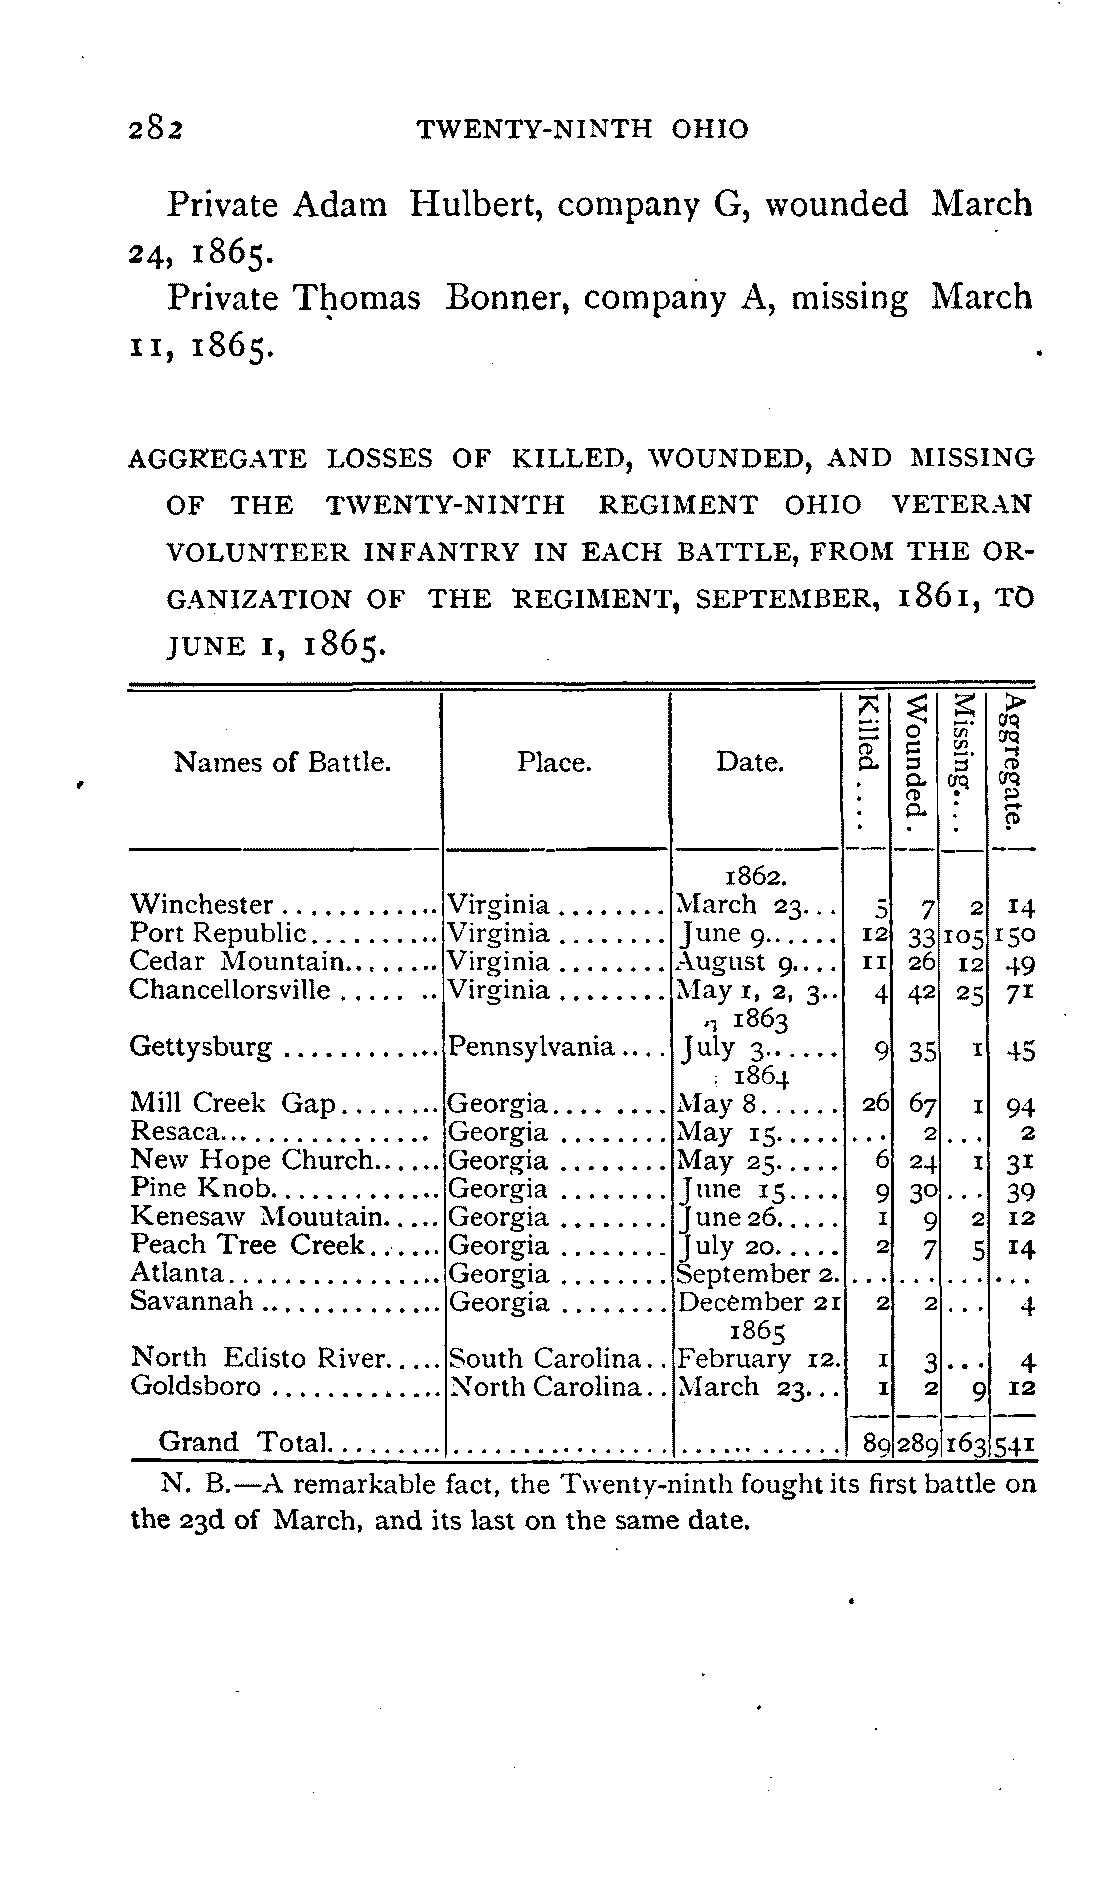 282 TWENTY-NINTH OHIO
Private Adam Hulbert, company G, wounded March
24, 1865.
Private Thomas Bonner, company A, missing March
11, 1865.
AGGREGATE LOSSES OF KILLED, WOUNDED, AND MISSING
OF THE TWENTY-NINTH REGIMENT OHIO VETERAN
VOLUNTEER INFANTRY IN EACH BATTLE, FROM THE OR-
GANIZATION OF THE REGIMENT, SEPTEMBER, 1861, TO
JUNE 1, 1865.
Names of Battle. Place. Date. Killed.... Wounded. Missing.... Aggregate.
1862.
Winchester............ Virginia........ March 23... 5 7 2 14
Port Republic.......... Virginia........ June 9...... 12 33 105 150
Cedar Mountain........ Virginia........ August 9.... 11 26 12 49
Chancellorsville ..... .. Virginia........ May 1, 2, 3.. 4 42 25 71
1863
Gettysburg ............ Pennsylvania.... July 3...... 9 35 1 45
1864
Mill Creek Gap........ Georgia.... .... May 8...... 26 67 1 94
Resaca................ Georgia ........ May 15..... ... 2 ... 2
New Hope Church...... Georgia ........ May 25..... 6 24 1 31
Pine Knob............. Georgia ........ June 15.... 9 30 ... 39
Kenesaw Mouutain..... Georgia ........ June 26..... 1 9 2 12
Peach Tree Creek...... Georgia ........ July 20..... 2 7 5 14
Atlanta................ Georgia ........ September 2. ... ... ... ...
Savannah .............. Georgia ........ December 21 2 2 ... 4
1865
North Edisto River..... South Carolina.. February 12. 1 3 ... 4
Goldsboro ............. North Carolina.. March 23... 1 2 9 12
Grand Total......... ................ ............ 89 289 163 541
N. B.—A remarkable fact, the Twenty-ninth fought its first battle on
the 23d of March, and its last on the same date.